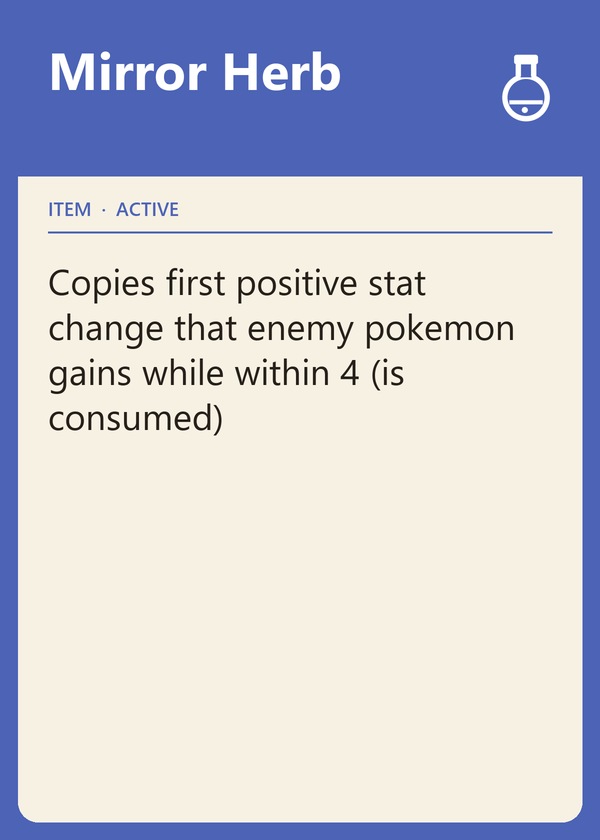 Mirror Herb
ITEM · ACTIVE
Copies first positive stat
change that enemy pokemon
gains while within 4 (is
consumed)